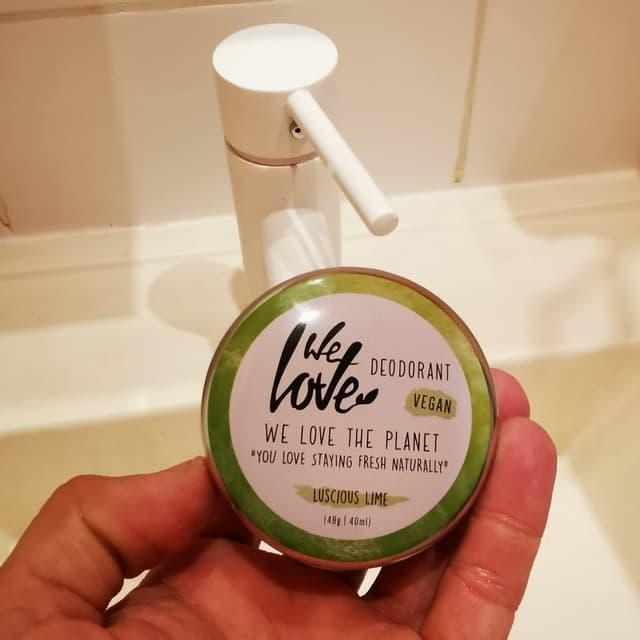 We
love
DEODORANT
VEGAN
WE LOVE THE PLANET
"YOU LOVE STAYING FRESH NATURALLY"
LUSCIOUS LIME
(48g | 40ml)